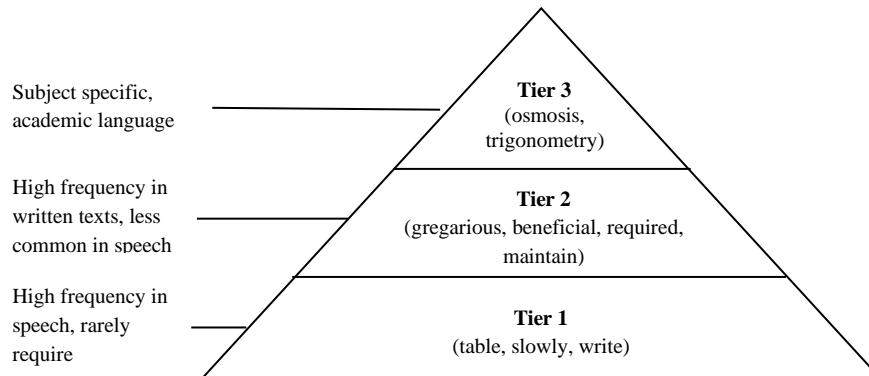 Subject specific,
academic language
Tier 3
(osmosis,
trigonometry)
High frequency in
written texts, less
common in speech
Tier 2
(gregarious, beneficial, required,
maintain)
High frequency in
speech, rarely
require
Tier 1
(table, slowly, write)